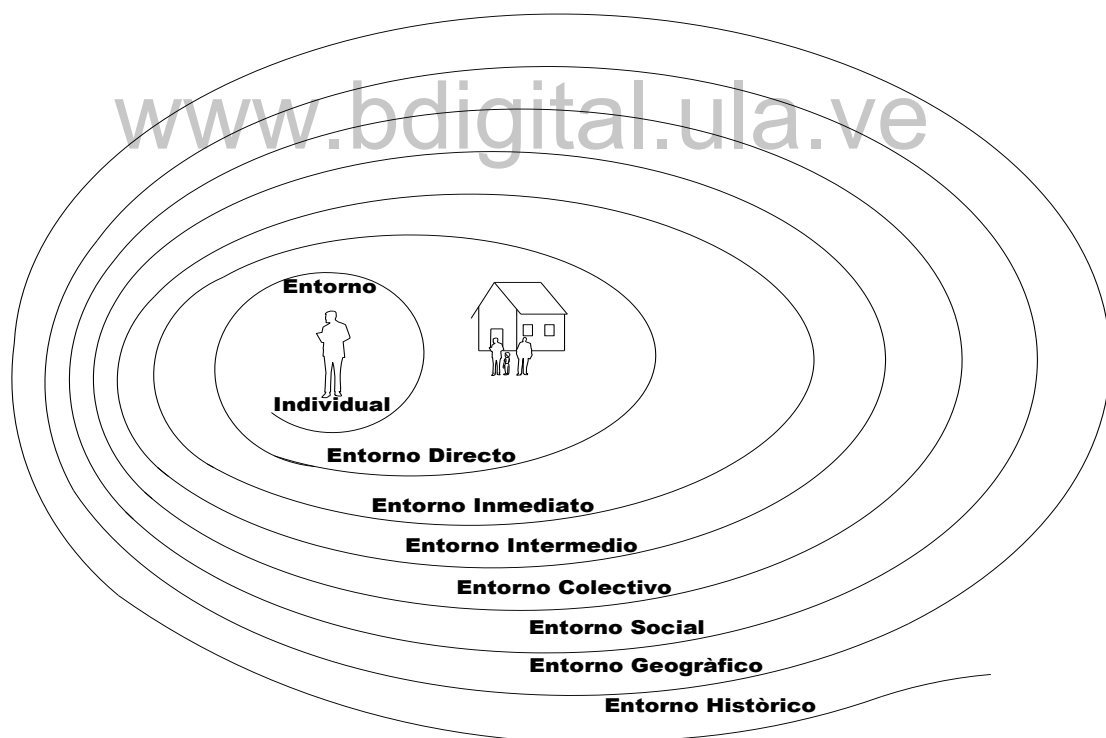 www.bdigital.ula.ve
Entorno
Individual
Entorno Directo
Entorno Inmediato
Entorno Intermedio
Entorno Colectivo
Entorno Social
Entorno Geogràfico
Entorno Històrico